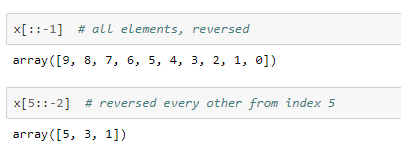 x[::-1]  # all elements, reversed
array([9, 8, 7, 6, 5, 4, 3, 2, 1, 0])
x[5::-2]  # reversed every other from index 5
array([5, 3, 1])